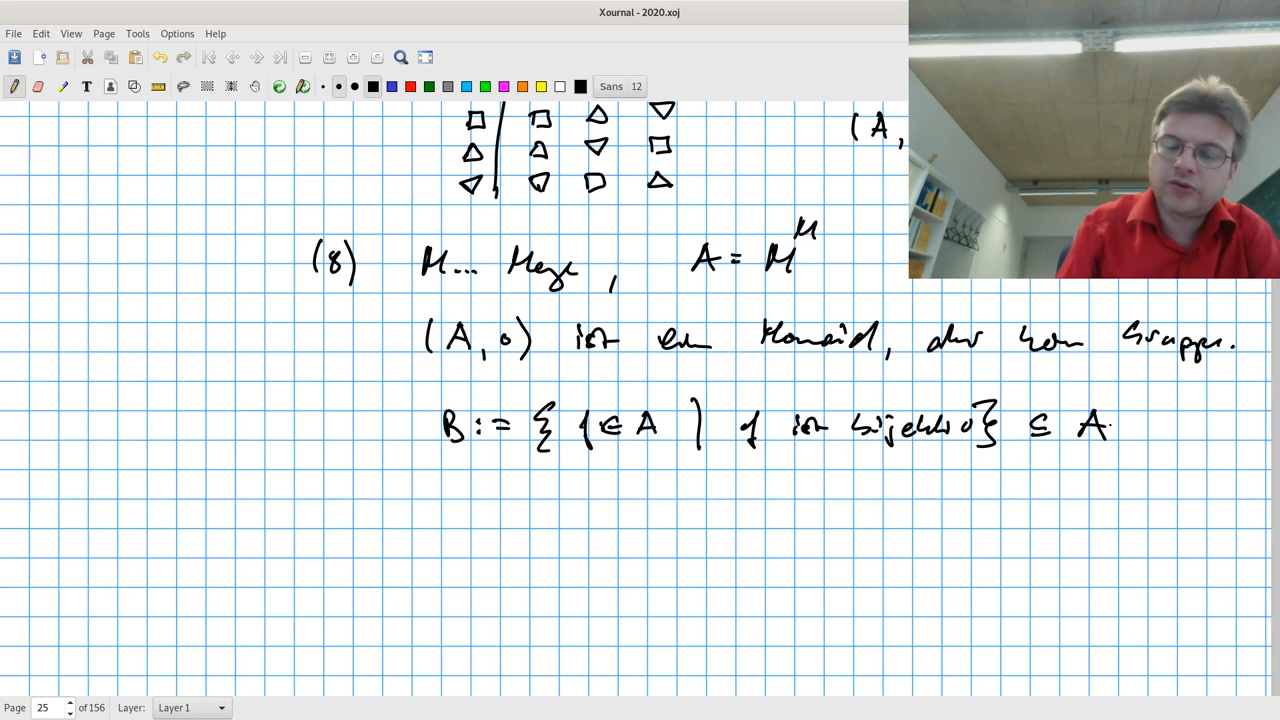 Xournal - 2020.xoj
File Edit View Page Tools Options Help
Sans 12
(A,
(8) M... Menge, A = M^M
(A, ∘) ist ein Monoid, aber kein Gruppe.
B := { f ∈ A | f ist bijektiv } ⊆ A.
Page 25 of 156 Layer: Layer 1